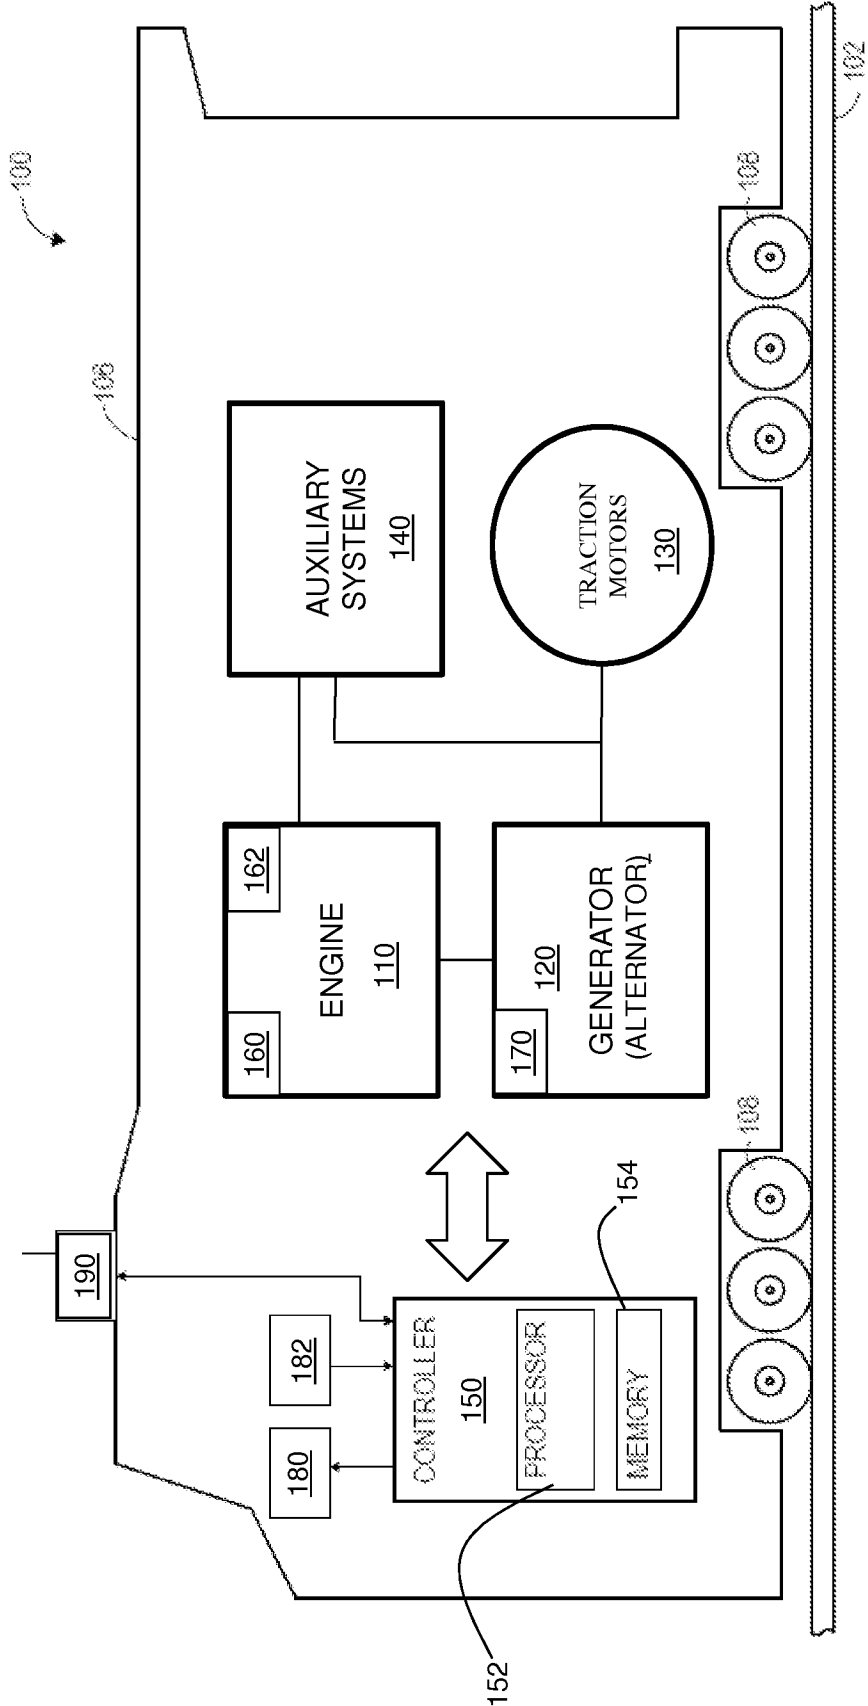 100
106
190
182
180
CONTROLLER
150
PROCESSOR
MEMORY
152
154
160
162
ENGINE
110
170
120
GENERATOR
(ALTERNATOR)
AUXILIARY
SYSTEMS
140
TRACTION
MOTORS
130
108
108
102